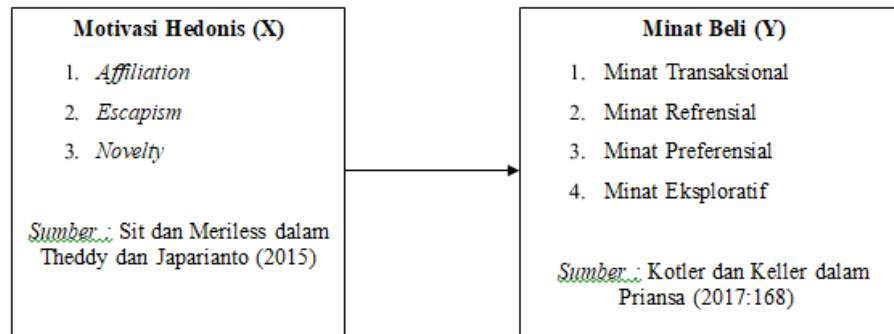 Motivasi Hedonis (X)
1. Affiliation
2. Escapism
3. Novelty
Sumber : Sit dan Meriless dalam
Theddy dan Japarianto (2015)
Minat Beli (Y)
1. Minat Transaksional
2. Minat Refrensial
3. Minat Preferensial
4. Minat Eksploratif
Sumber : Kotler dan Keller dalam
Priansa (2017:168)